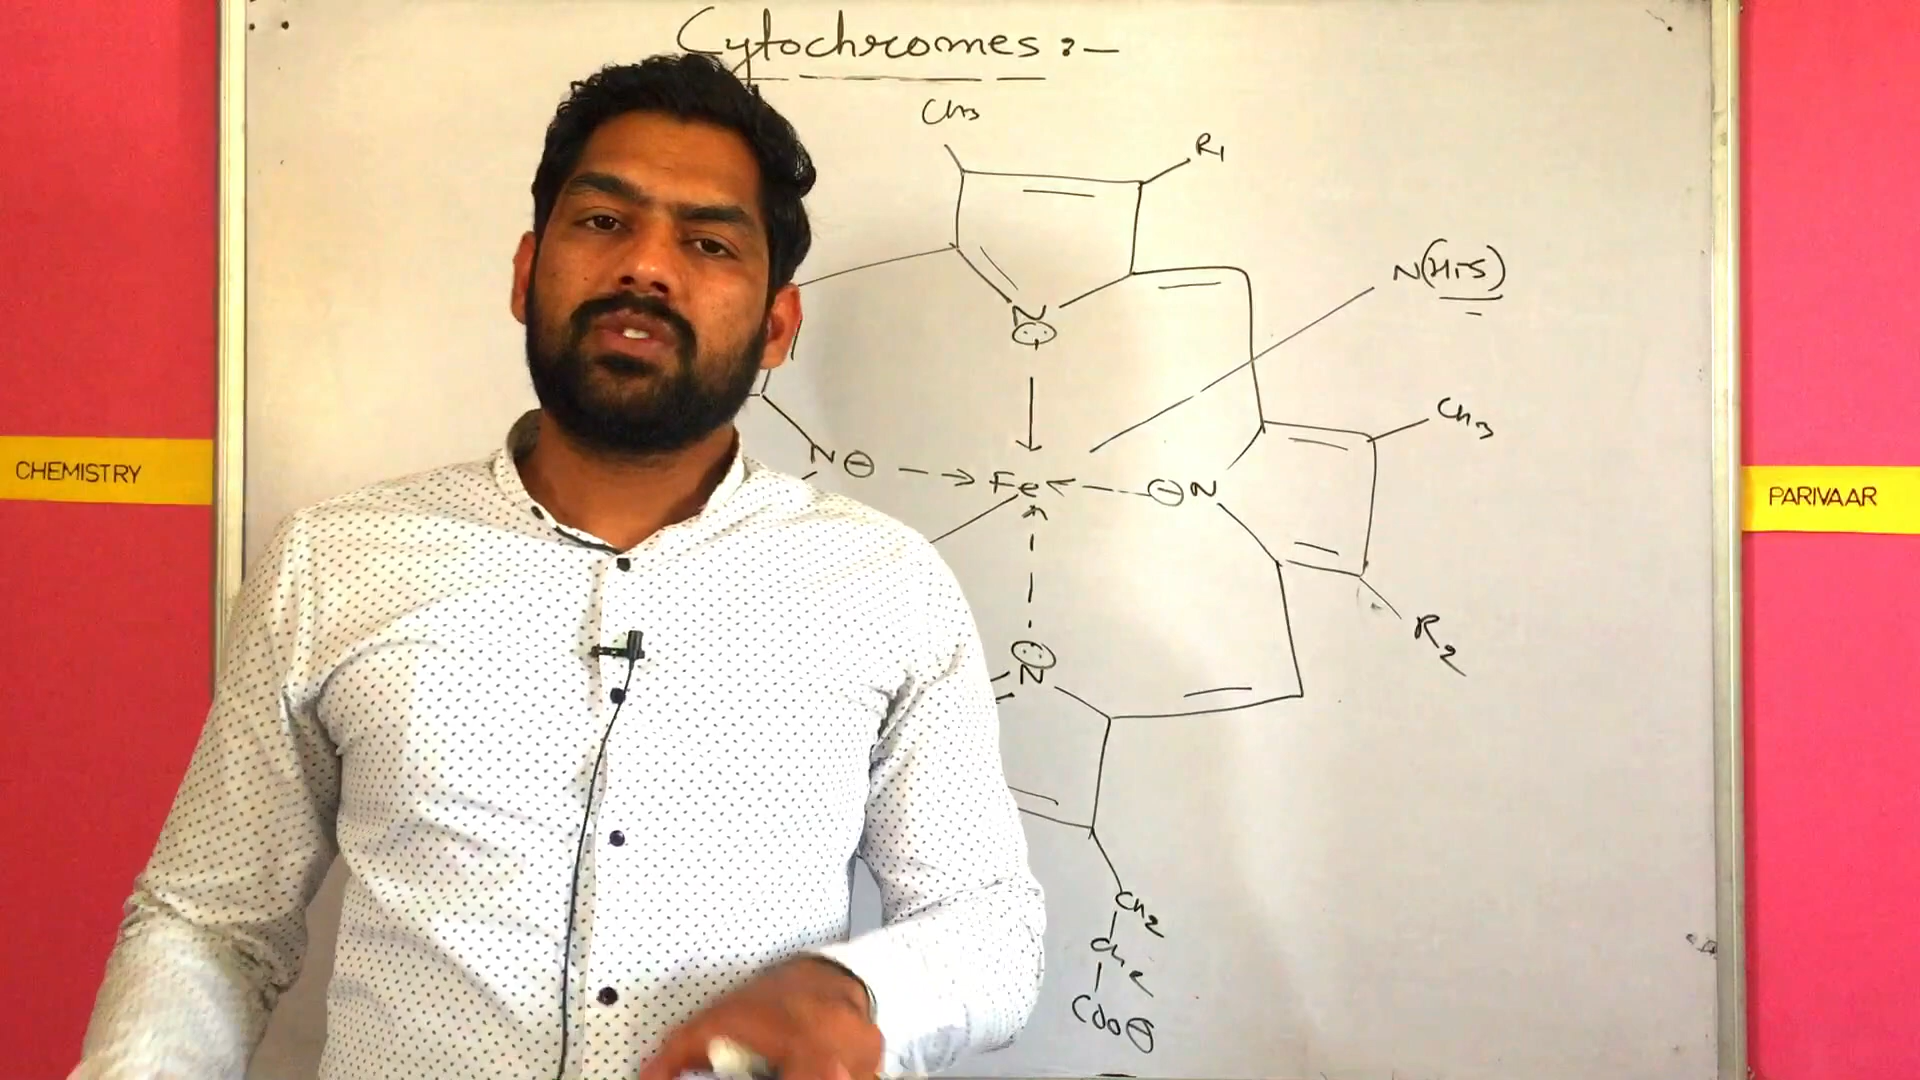 Cytochromes :-
CH3
R1
N(His)
N
CH3
CHEMISTRY
N⊖
Fe
⊖N
PARIVAAR
R2
N
CH2
CH2
COO⊖